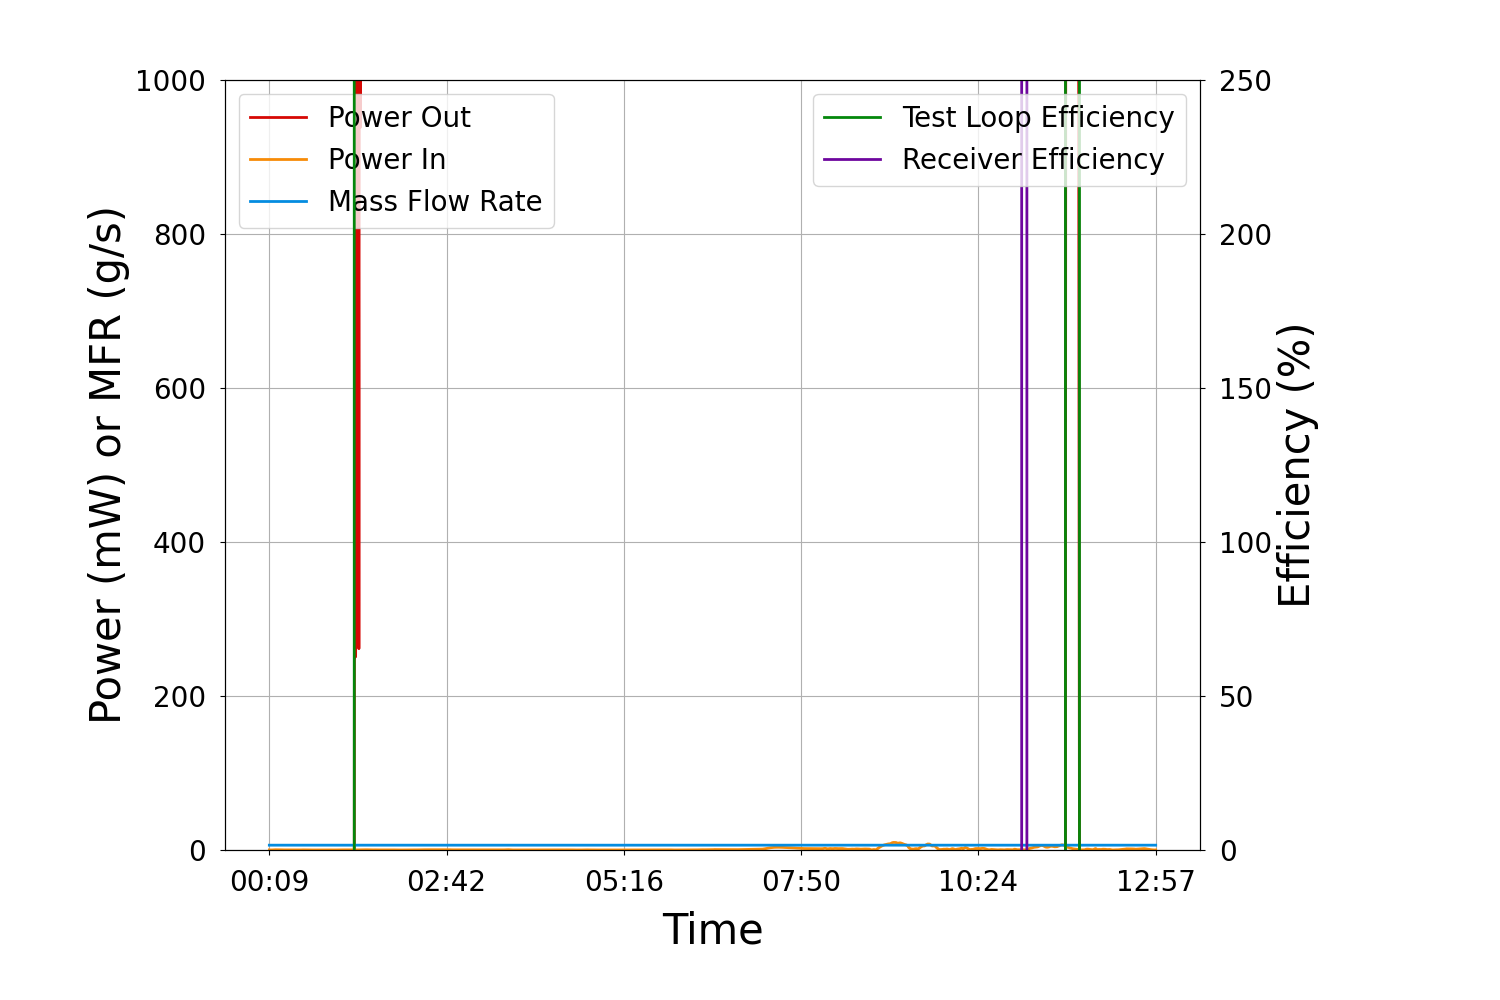 Power (mW) or MFR (g/s)
1000
800
600
400
200
0
Power Out
Power In
Mass Flow Rate
Test Loop Efficiency
Receiver Efficiency
250
200
150
100
50
0
Efficiency (%)
00:09 02:42 05:16 07:50 10:24 12:57
Time